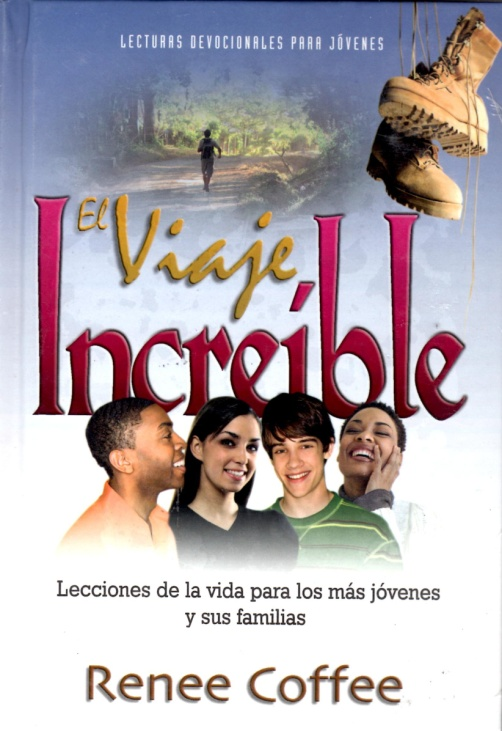 LECTURAS DEVOCIONALES PARA JÓVENES
El Viaje
Increíble
Lecciones de la vida para los más jóvenes
y sus familias
Renee Coffee